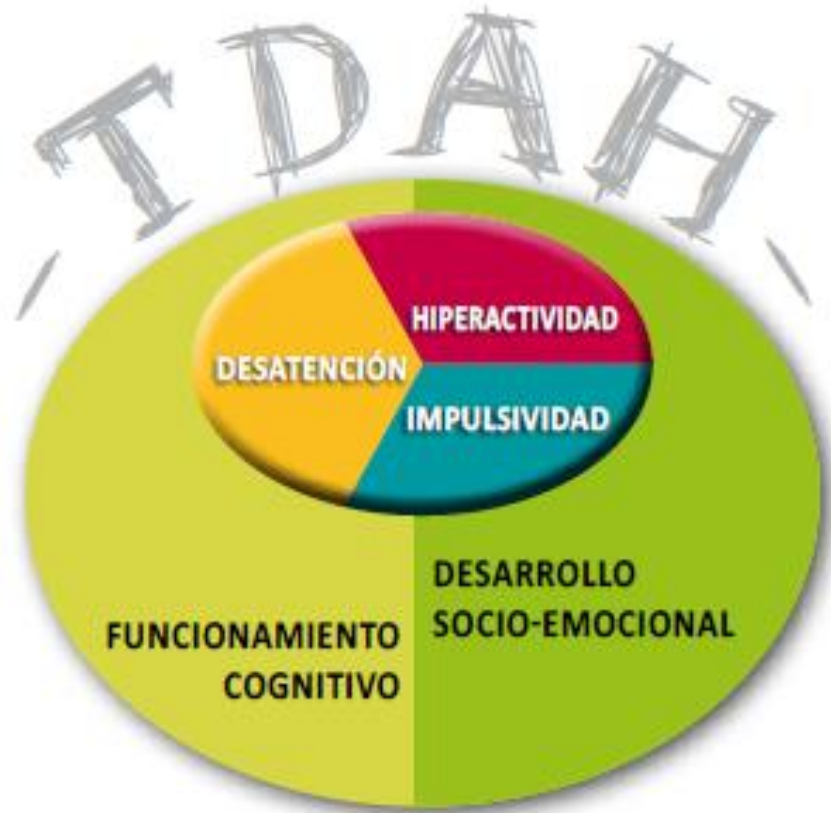 TDAH
HIPERACTIVIDAD
DESATENCIÓN
IMPULSIVIDAD
DESARROLLO
SOCIO-EMOCIONAL
FUNCIONAMIENTO
COGNITIVO